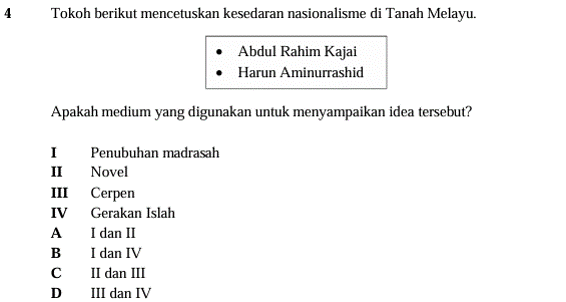 4 Tokoh berikut mencetuskan kesedaran nasionalisme di Tanah Melayu.
• Abdul Rahim Kajai
• Harun Aminurrashid
Apakah medium yang digunakan untuk menyampaikan idea tersebut?
I Penubuhan madrasah
II Novel
III Cerpen
IV Gerakan Islah
A I dan II
B I dan IV
C II dan III
D III dan IV